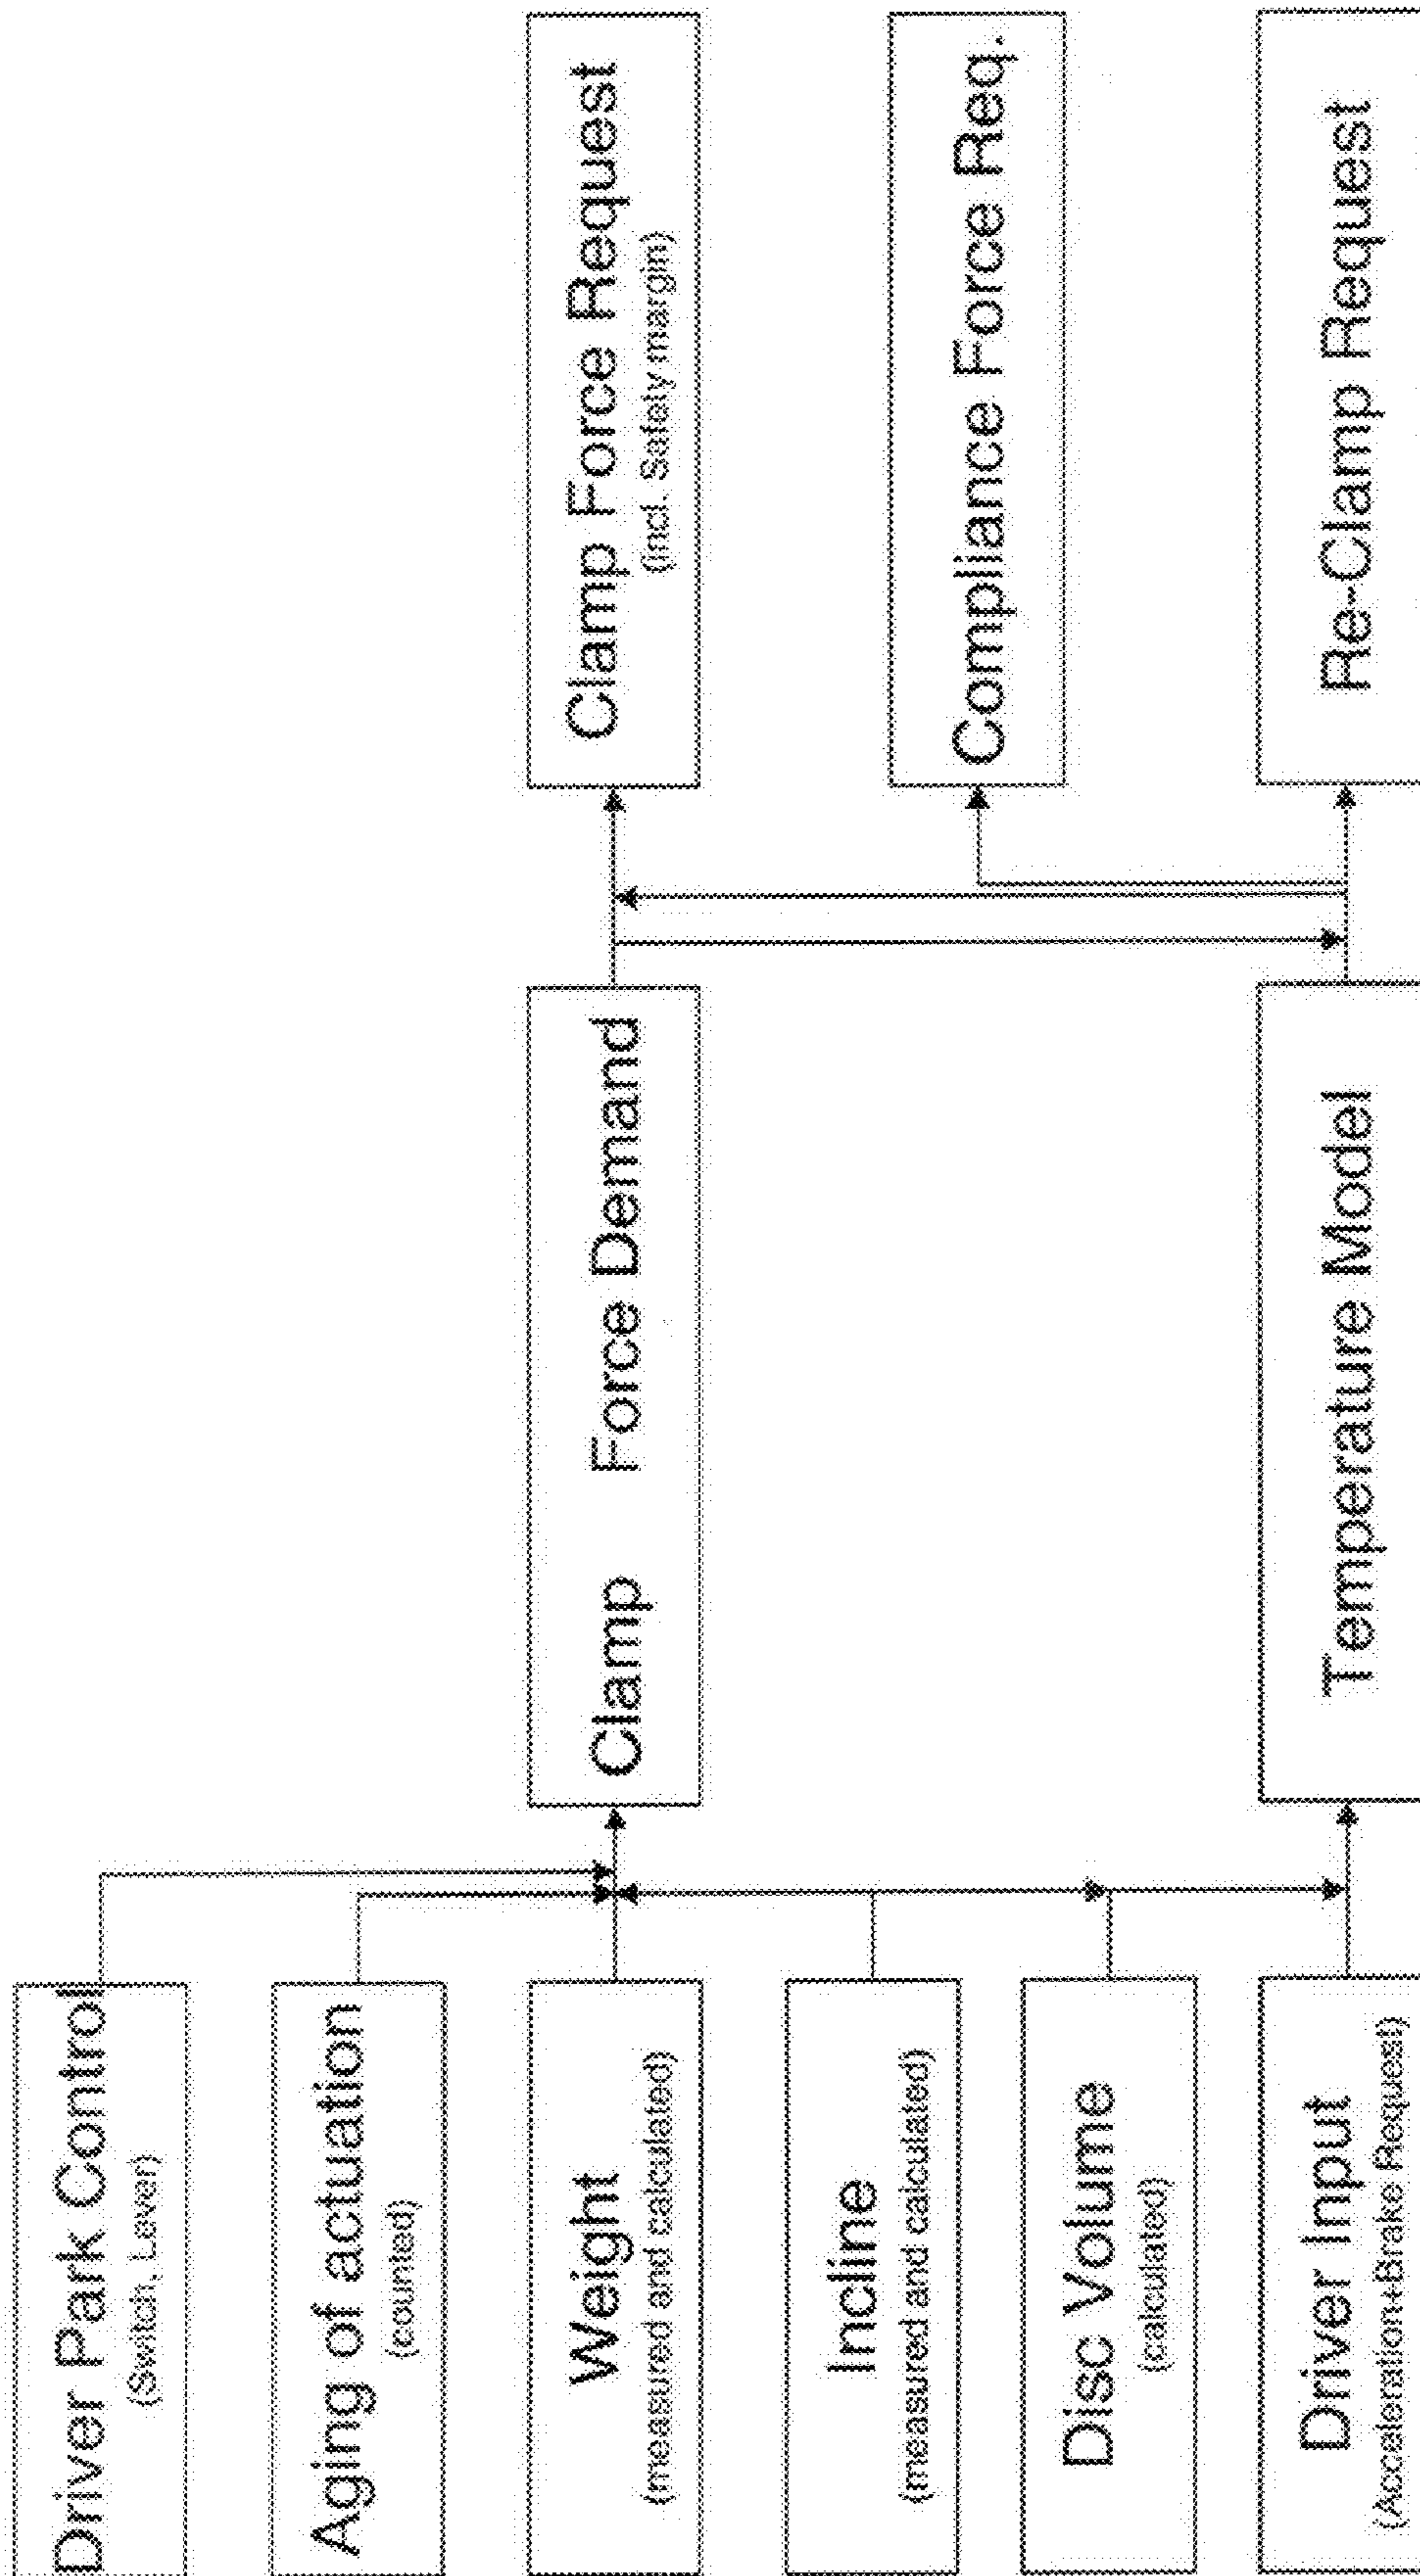 Driver Park Control
(Switch, Lever)
Aging of actuation
(counted)
Weight
(measured and calculated)
Incline
(measured and calculated)
Disc Volume
(calculated)
Driver Input
(Acceleration+Brake Request)
Clamp Force Demand
Temperature Model
Clamp Force Request
(incl. Safety margin)
Compliance Force Req.
Re-Clamp Request